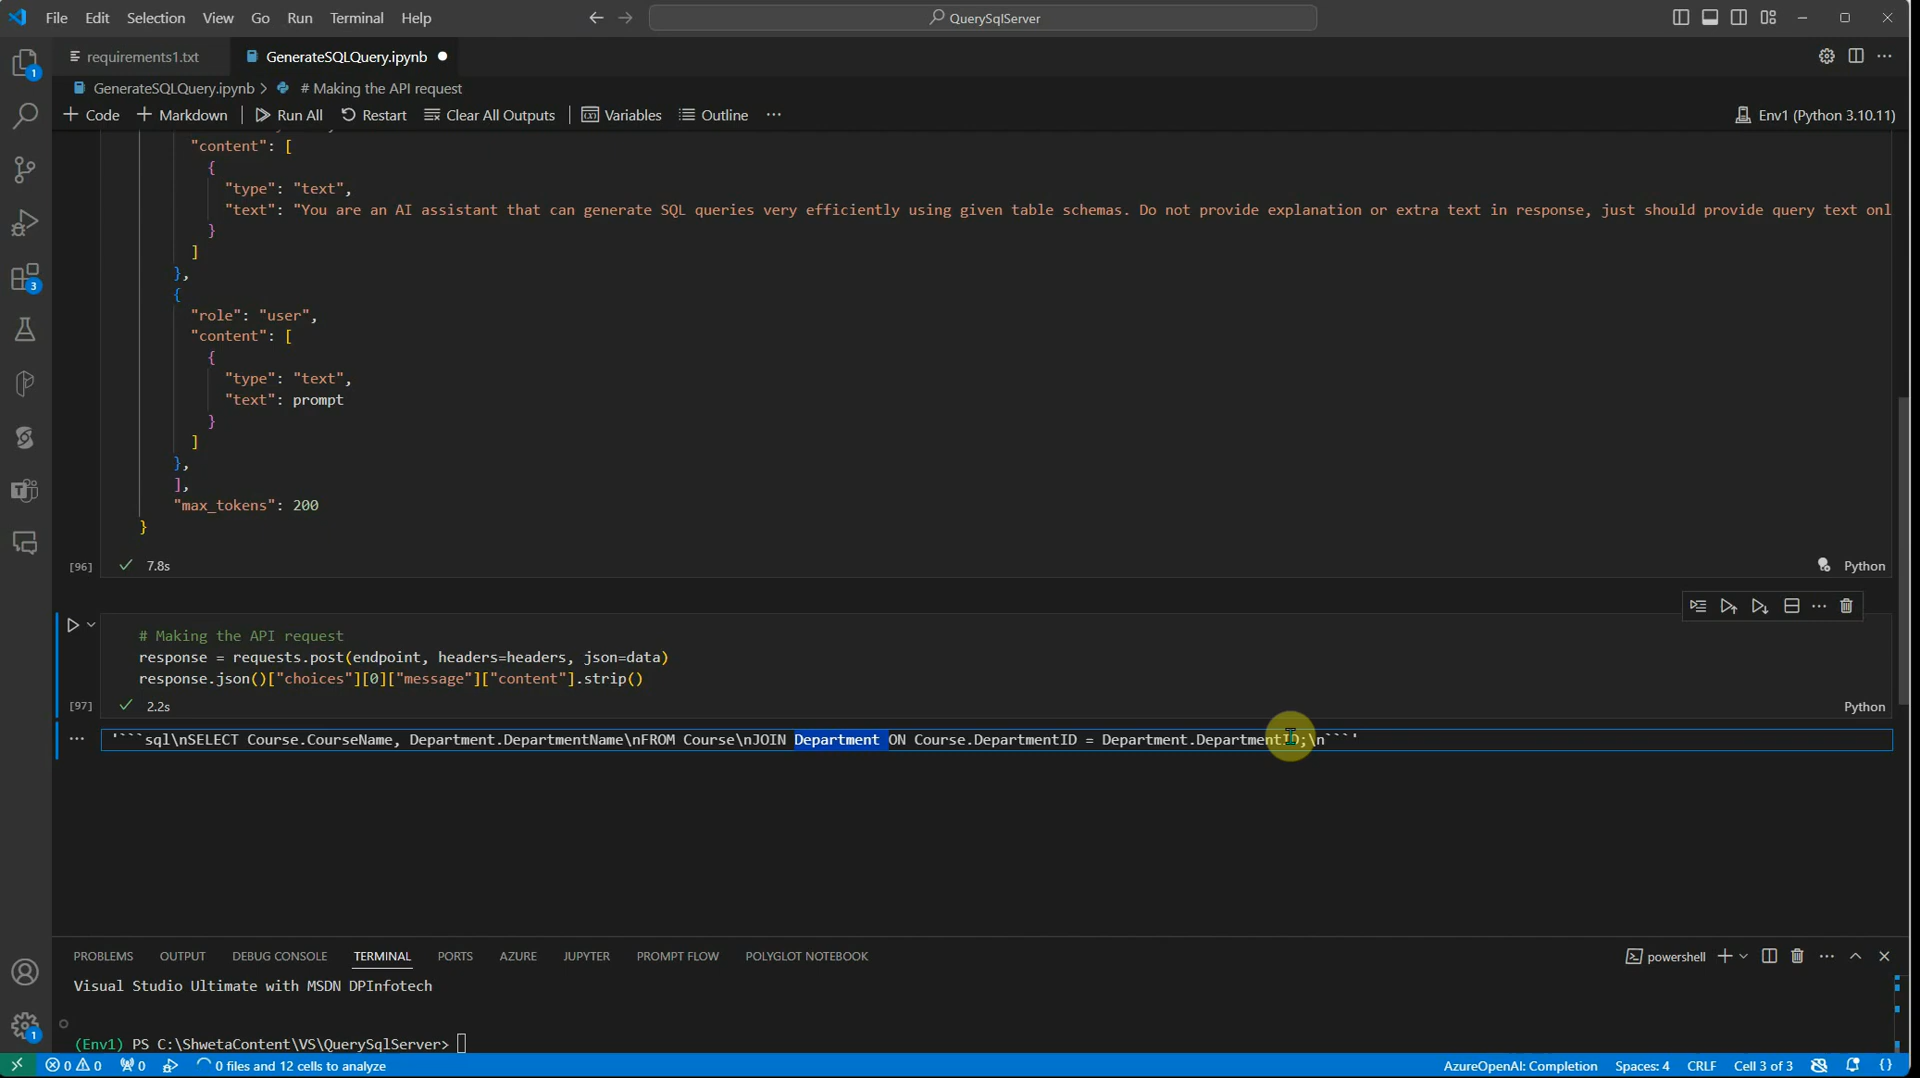 File Edit Selection View Go Run Terminal Help
QuerySqlServer
requirements1.txt
GenerateSQLQuery.ipynb
GenerateSQLQuery.ipynb > # Making the API request
+ Code + Markdown Run All Restart Clear All Outputs Variables Outline ...
Env1 (Python 3.10.11)
"content": [
{
"type": "text",
"text": "You are an AI assistant that can generate SQL queries very efficiently using given table schemas. Do not provide explanation or extra text in response, just should provide query text onl
}
]
},
{
"role": "user",
"content": [
{
"type": "text",
"text": prompt
}
]
},
],
"max_tokens": 200
}
[96] 7.8s
Python
# Making the API request
response = requests.post(endpoint, headers=headers, json=data)
response.json()["choices"][0]["message"]["content"].strip()
[97] 2.2s
Python
'```sql\nSELECT Course.CourseName, Department.DepartmentName\nFROM Course\nJOIN Department ON Course.DepartmentID = Department.DepartmentID;\n```'
PROBLEMS OUTPUT DEBUG CONSOLE TERMINAL PORTS AZURE JUPYTER PROMPT FLOW POLYGLOT NOTEBOOK
powershell
Visual Studio Ultimate with MSDN DPInfotech
(Env1) PS C:\ShwetaContent\VS\QuerySqlServer>
0 0 0 0 files and 12 cells to analyze
AzureOpenAI: Completion Spaces: 4 CRLF Cell 3 of 3
1
3
1